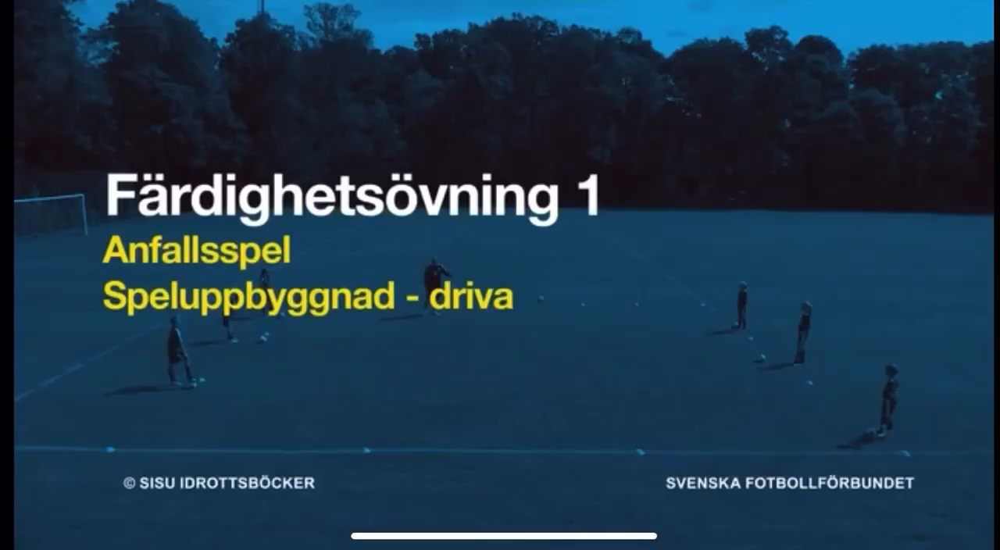 Färdighetsövning 1
Anfallsspel
Speluppbyggnad - driva
© SISU IDROTTSBÖCKER
SVENSKA FOTBOLLFÖRBUNDET